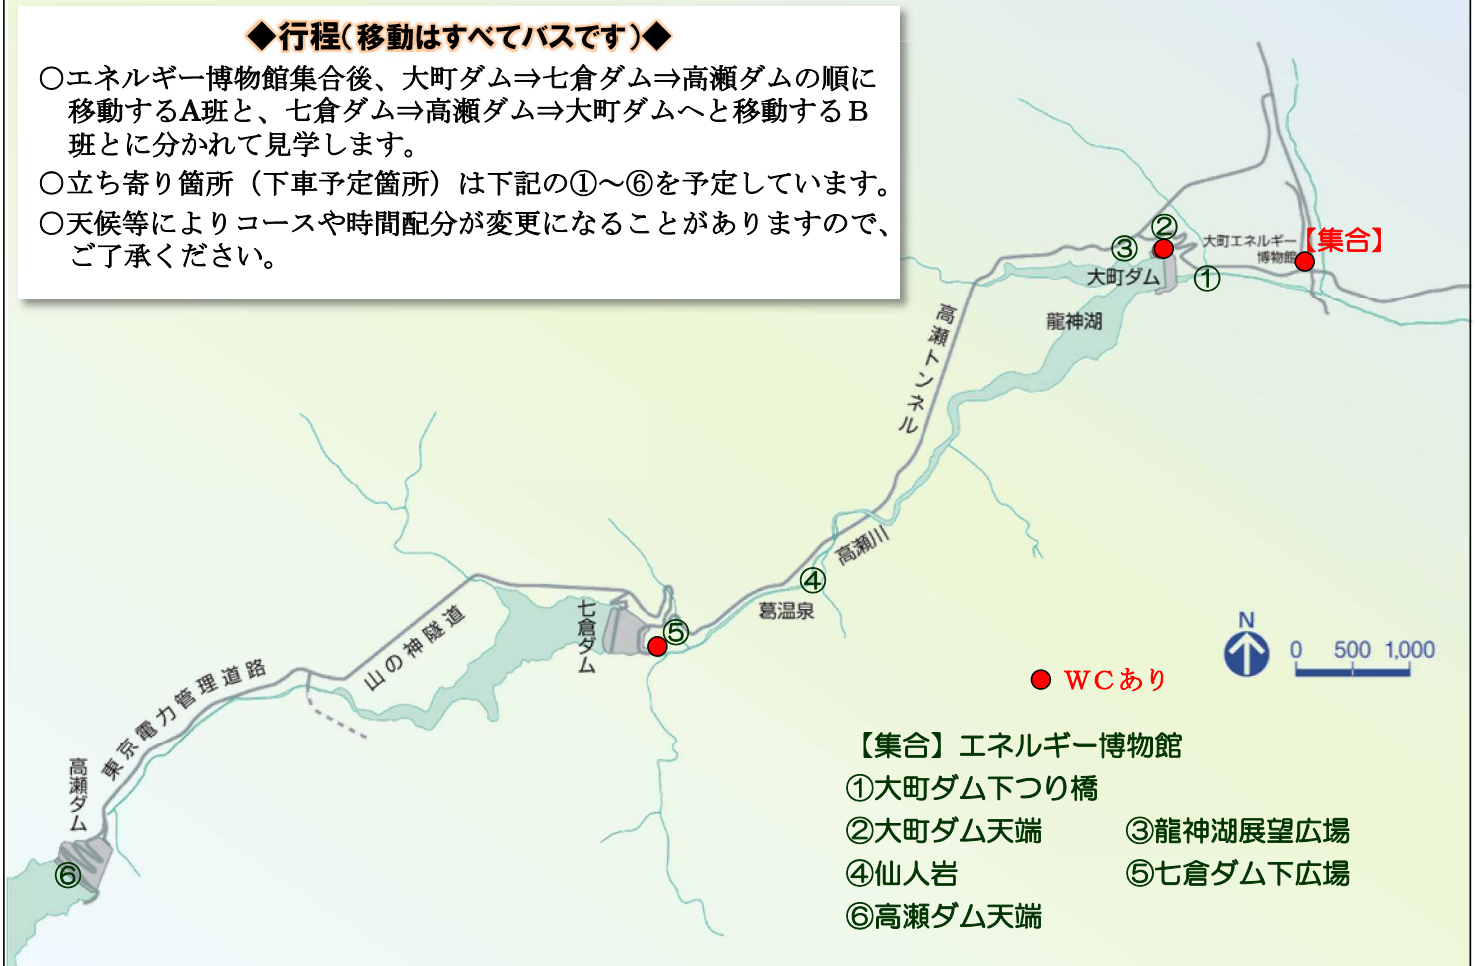 ◆行程(移動はすべてバスです)◆
○エネルギー博物館集合後、大町ダム⇒七倉ダム⇒高瀬ダムの順に
移動するA班と、七倉ダム⇒高瀬ダム⇒大町ダムへと移動するＢ
班とに分かれて見学します。
○立ち寄り箇所（下車予定箇所）は下記の①～⑥を予定しています。
○天候等によりコースや時間配分が変更になることがありますので、
ご了承ください。
②
③
大町エネルギー
博物館
【集合】
大町ダム
①
龍神湖
高瀬トンネル
高瀬川
④
葛温泉
七倉ダム
⑤
山の神隧道
東京電力管理道路
高瀬ダム
⑥
N
0 500 1,000
ＷＣあり
【集合】エネルギー博物館
①大町ダム下つり橋
②大町ダム天端 ③龍神湖展望広場
④仙人岩 ⑤七倉ダム下広場
⑥高瀬ダム天端